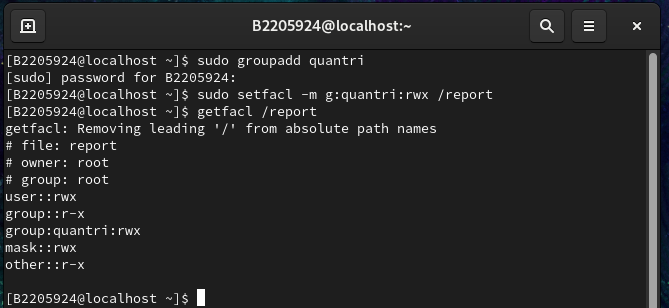 B2205924@localhost:~
[B2205924@localhost ~]$ sudo groupadd quantri
[sudo] password for B2205924:
[B2205924@localhost ~]$ sudo setfacl -m g:quantri:rwx /report
[B2205924@localhost ~]$ getfacl /report
getfacl: Removing leading '/' from absolute path names
# file: report
# owner: root
# group: root
user::rwx
group::r-x
group:quantri:rwx
mask::rwx
other::r-x
[B2205924@localhost ~]$